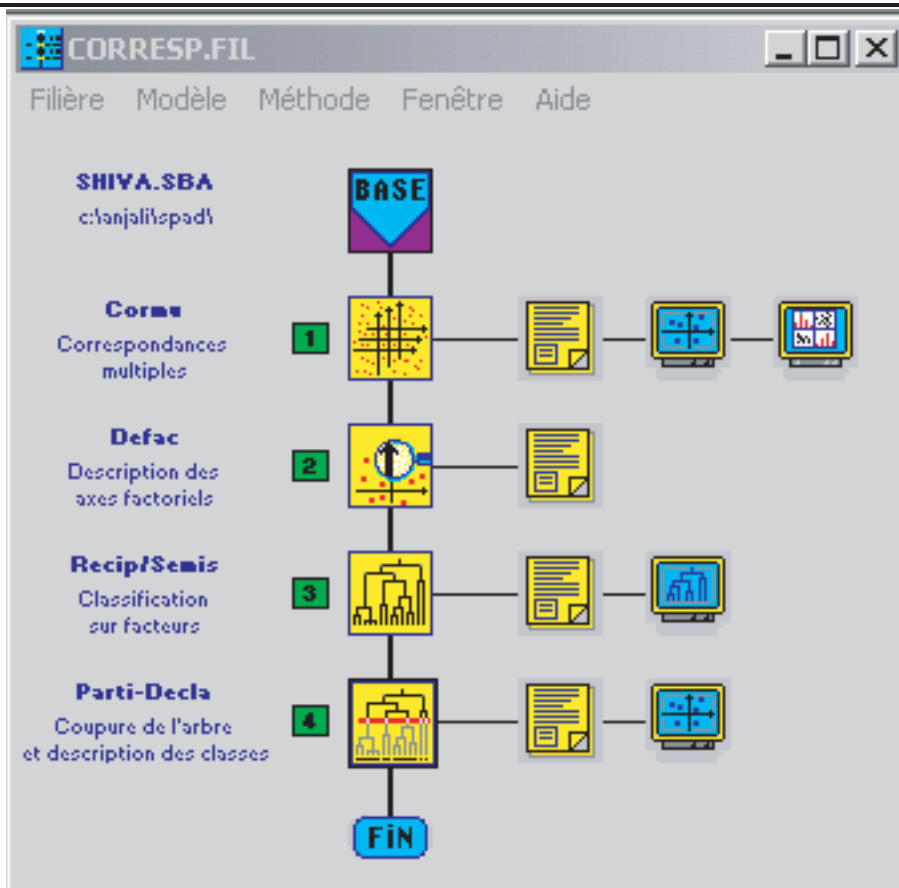 CORRESP.FIL
Filière Modèle Méthode Fenêtre Aide
SHIVA.SBA
c:\anjali\spad\
BASE
Cormu
Correspondances
multiples
1
Defac
Description des
axes factoriels
2
Recip/Semis
Classification
sur facteurs
3
Parti-Decla
Coupure de l'arbre
et description des classes
4
FiN